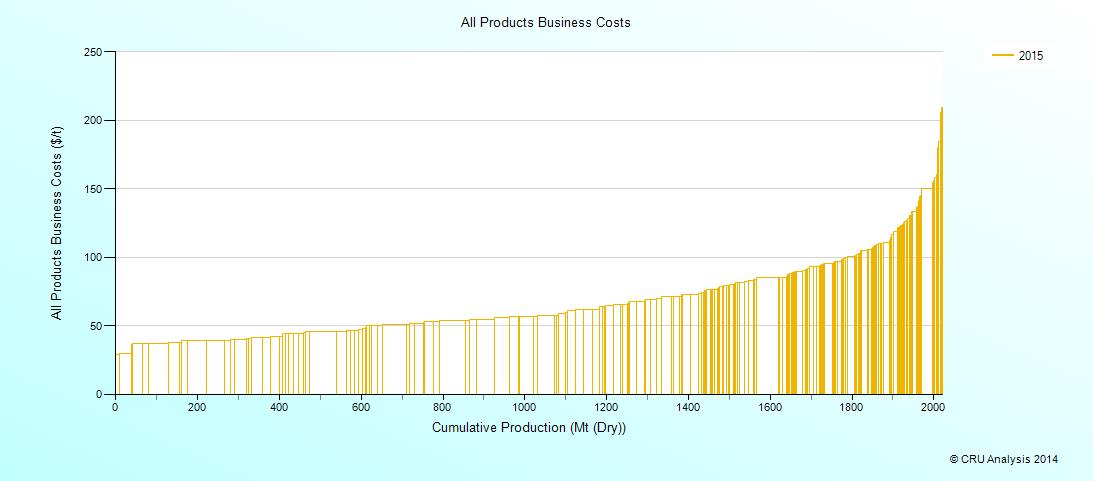 All Products Business Costs
2015
All Products Business Costs ($/t)
250
200
150
100
50
0
0 200 400 600 800 1000 1200 1400 1600 1800 2000
Cumulative Production (Mt (Dry))
© CRU Analysis 2014